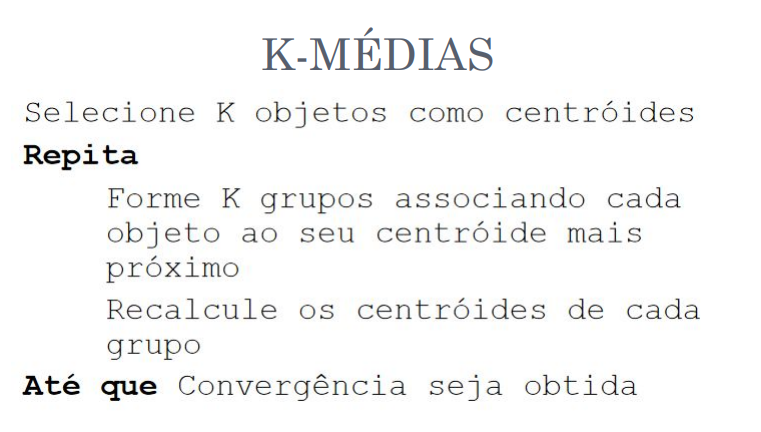 K-MÉDIAS
Selecione K objetos como centróides
Repita
Forme K grupos associando cada
objeto ao seu centróide mais
próximo
Recalcule os centróides de cada
grupo
Até que Convergência seja obtida